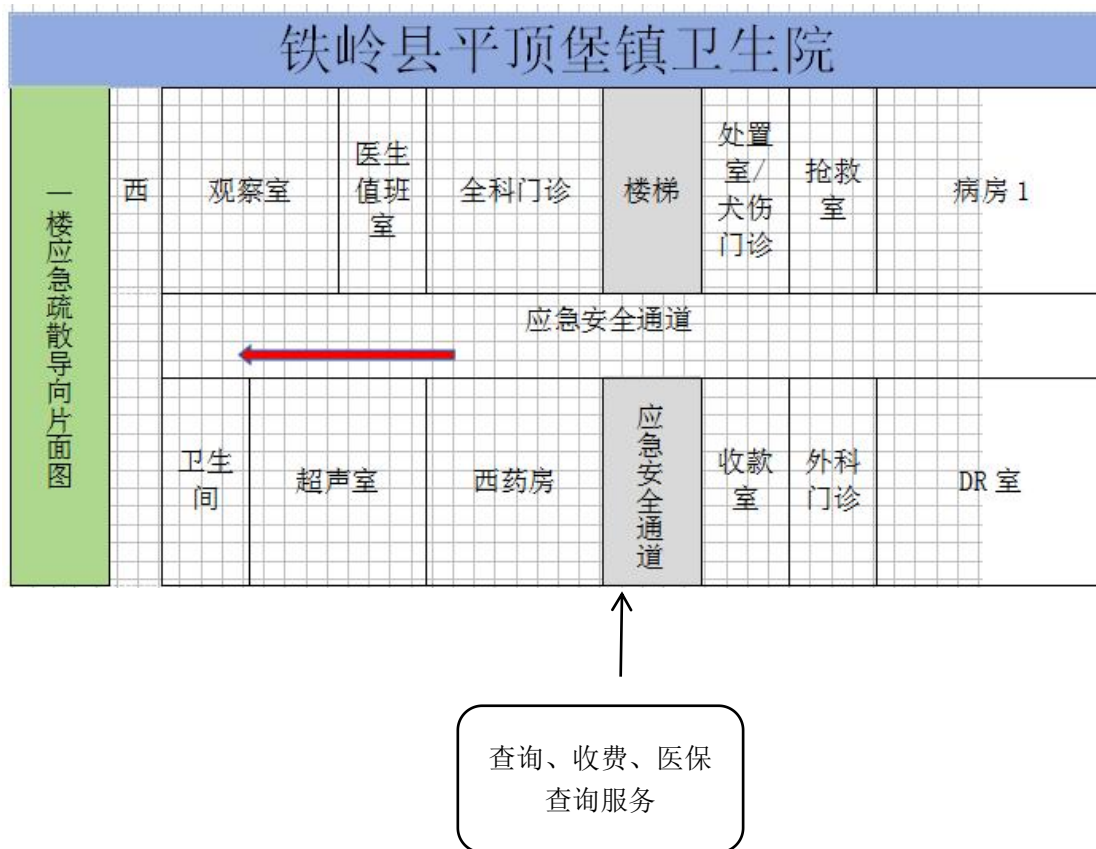 铁岭县平顶堡镇卫生院
一楼应急疏散导向片面图
西
观察室
医生
值班
室
全科门诊
楼梯
处置
室/
犬伤
门诊
抢救
室
病房 1
应急安全通道
卫生
间
超声室
西药房
应急安全通道
收款
室
外科
门诊
DR 室
查询、收费、医保
查询服务